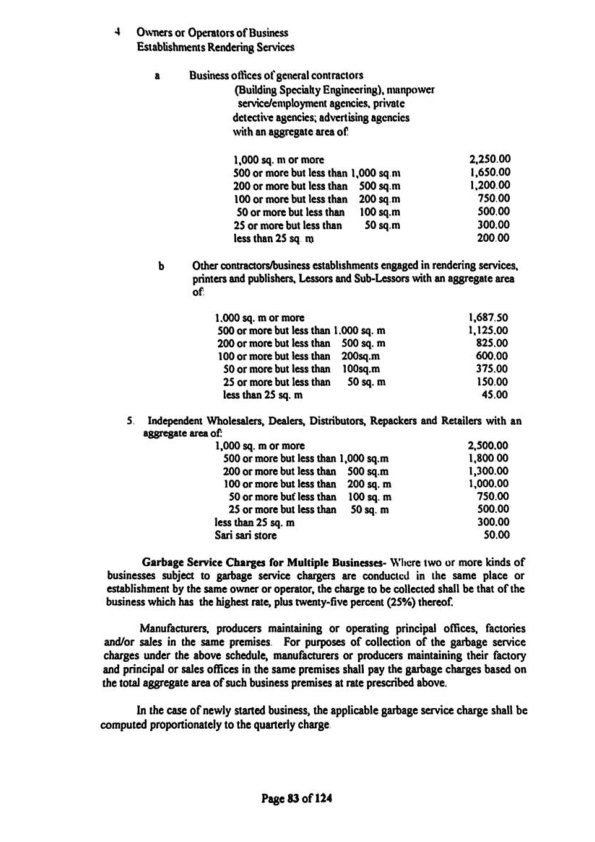 4 Owners or Operators of Business
Establishments Rendering Services
a Business offices of general contractors
(Building Specialty Engineering), manpower
service/employment agencies, private
detective agencies; advertising agencies
with an aggregate area of:
1,000 sq. m or more 2,250.00
500 or more but less than 1,000 sq.m 1,650.00
200 or more but less than 500 sq.m 1,200.00
100 or more but less than 200 sq.m 750.00
50 or more but less than 100 sq.m 500.00
25 or more but less than 50 sq.m 300.00
less than 25 sq. m 200.00
b Other contractors/business establishments engaged in rendering services,
printers and publishers, Lessors and Sub-Lessors with an aggregate area
of:
1,000 sq. m or more 1,687.50
500 or more but less than 1.000 sq. m 1,125.00
200 or more but less than 500 sq. m 825.00
100 or more but less than 200sq.m 600.00
50 or more but less than 100sq.m 375.00
25 or more but less than 50 sq. m 150.00
less than 25 sq. m 45.00
5. Independent Wholesalers, Dealers, Distributors, Repackers and Retailers with an
aggregate area of:
1,000 sq. m or more 2,500.00
500 or more but less than 1,000 sq.m 1,800.00
200 or more but less than 500 sq.m 1,300.00
100 or more but less than 200 sq. m 1,000.00
50 or more but less than 100 sq. m 750.00
25 or more but less than 50 sq. m 500.00
less than 25 sq. m 300.00
Sari sari store 50.00
Garbage Service Charges for Multiple Businesses- Where two or more kinds of
businesses subject to garbage service chargers are conducted in the same place or
establishment by the same owner or operator, the charge to be collected shall be that of the
business which has the highest rate, plus twenty-five percent (25%) thereof.
Manufacturers, producers maintaining or operating principal offices, factories
and/or sales in the same premises. For purposes of collection of the garbage service
charges under the above schedule, manufacturers or producers maintaining their factory
and principal or sales offices in the same premises shall pay the garbage charges based on
the total aggregate area of such business premises at rate prescribed above.
In the case of newly started business, the applicable garbage service charge shall be
computed proportionately to the quarterly charge.
Page 83 of 124